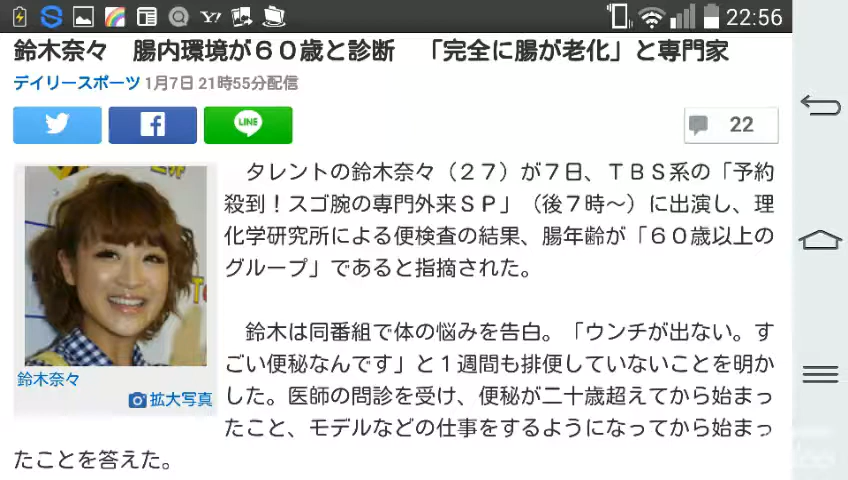 22:56
鈴木奈々　腸内環境が６０歳と診断　「完全に腸が老化」と専門家
デイリースポーツ 1月7日 21時55分配信
LINE
22
タレントの鈴木奈々（２７）が７日、ＴＢＳ系の「予約
殺到！スゴ腕の専門外来ＳＰ」（後７時～）に出演し、理
化学研究所による便検査の結果、腸年齢が「６０歳以上の
グループ」であると指摘された。
鈴木は同番組で体の悩みを告白。「ウンチが出ない。す
ごい便秘なんです」と１週間も排便していないことを明か
した。医師の問診を受け、便秘が二十歳超えてから始まっ
たこと、モデルなどの仕事をするようになってから始まっ
たことを答えた。
鈴木奈々
拡大写真